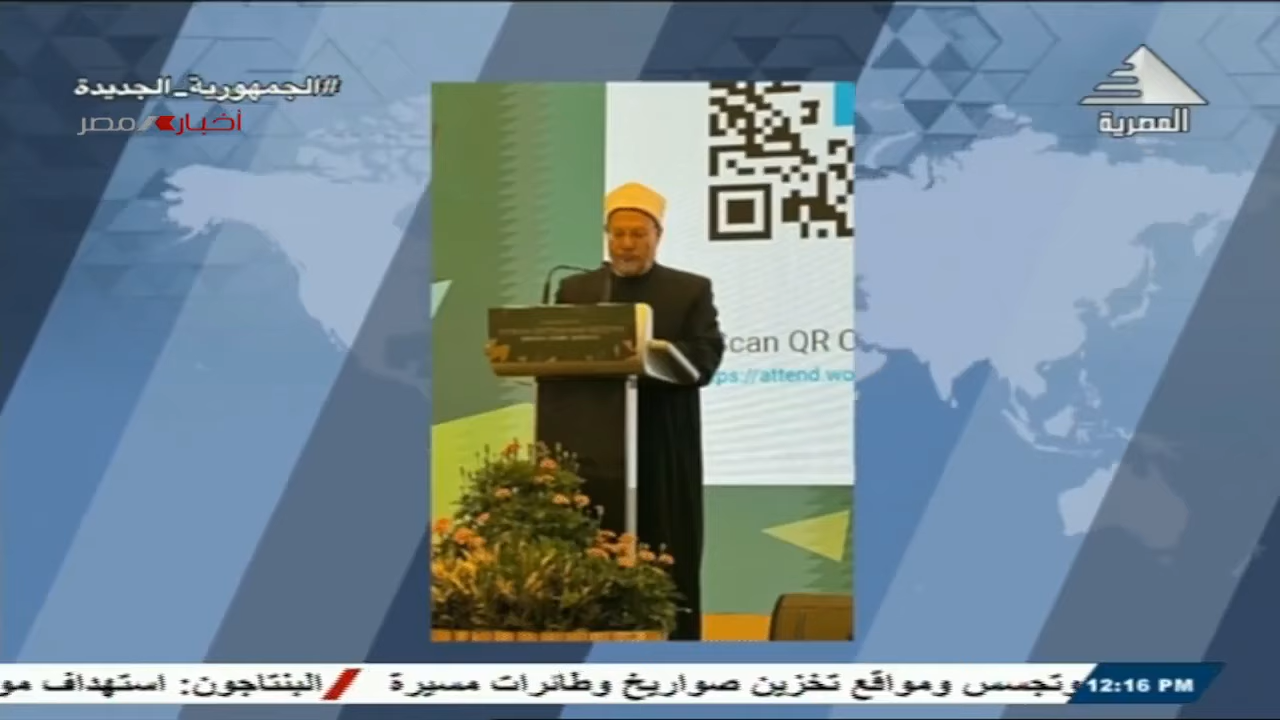 #الجمهورية_الجديدة
أخبار مصر
المصرية
Scan QR C
ps://attend.wo
وتجسس ومواقع تخزين صواريخ وطائرات مسيرة / البنتاجون: استهداف مو
12:16 PM